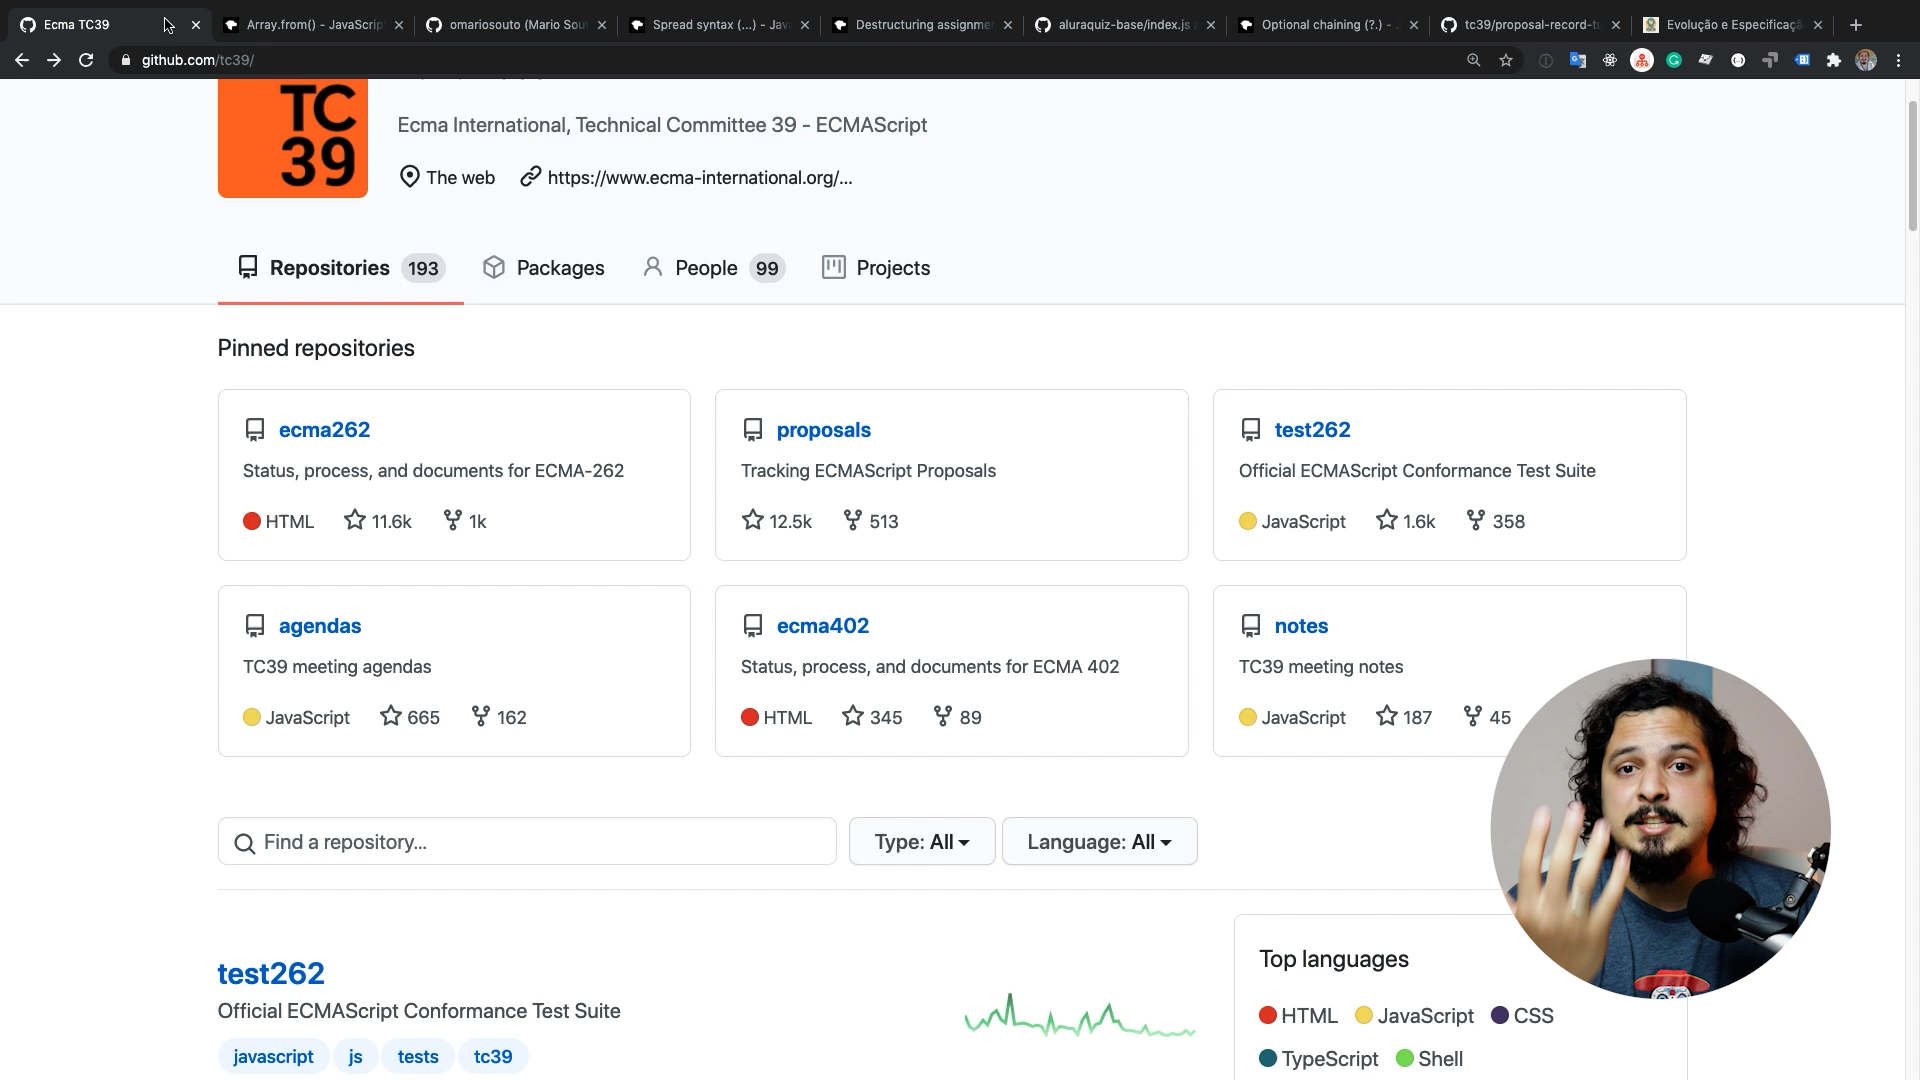 Ecma TC39
Array.from() - JavaScrip
omariosouto (Mario Sou
Spread syntax (...) - Jav
Destructuring assignme
aluraquiz-base/index.js a
Optional chaining (?.) -
tc39/proposal-record-tu
Evolução e Especificaçã
github.com/tc39/
TC
39
Ecma International, Technical Committee 39 - ECMAScript
The web https://www.ecma-international.org/...
Repositories 193 Packages People 99 Projects
Pinned repositories
ecma262
Status, process, and documents for ECMA-262
HTML 11.6k 1k
proposals
Tracking ECMAScript Proposals
12.5k 513
test262
Official ECMAScript Conformance Test Suite
JavaScript 1.6k 358
agendas
TC39 meeting agendas
JavaScript 665 162
ecma402
Status, process, and documents for ECMA 402
HTML 345 89
notes
TC39 meeting notes
JavaScript 187 45
Find a repository... Type: All Language: All
test262
Official ECMAScript Conformance Test Suite
javascript js tests tc39
Top languages
HTML JavaScript CSS
TypeScript Shell